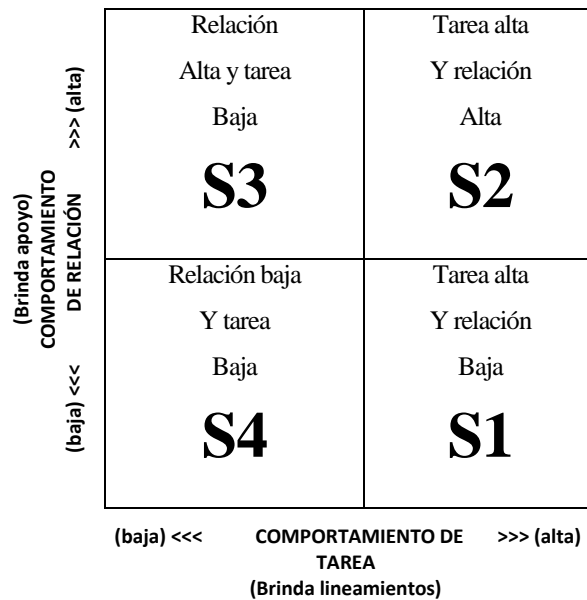 Relación
Alta y tarea
Baja
S3
Tarea alta
Y relación
Alta
S2
(Brinda apoyo)
COMPORTAMIENTO
DE RELACIÓN
(baja) <<<
>>> (alta)
Relación baja
Y tarea
Baja
S4
Tarea alta
Y relación
Baja
S1
(baja) <<<
COMPORTAMIENTO DE
TAREA
>>> (alta)
(Brinda lineamientos)